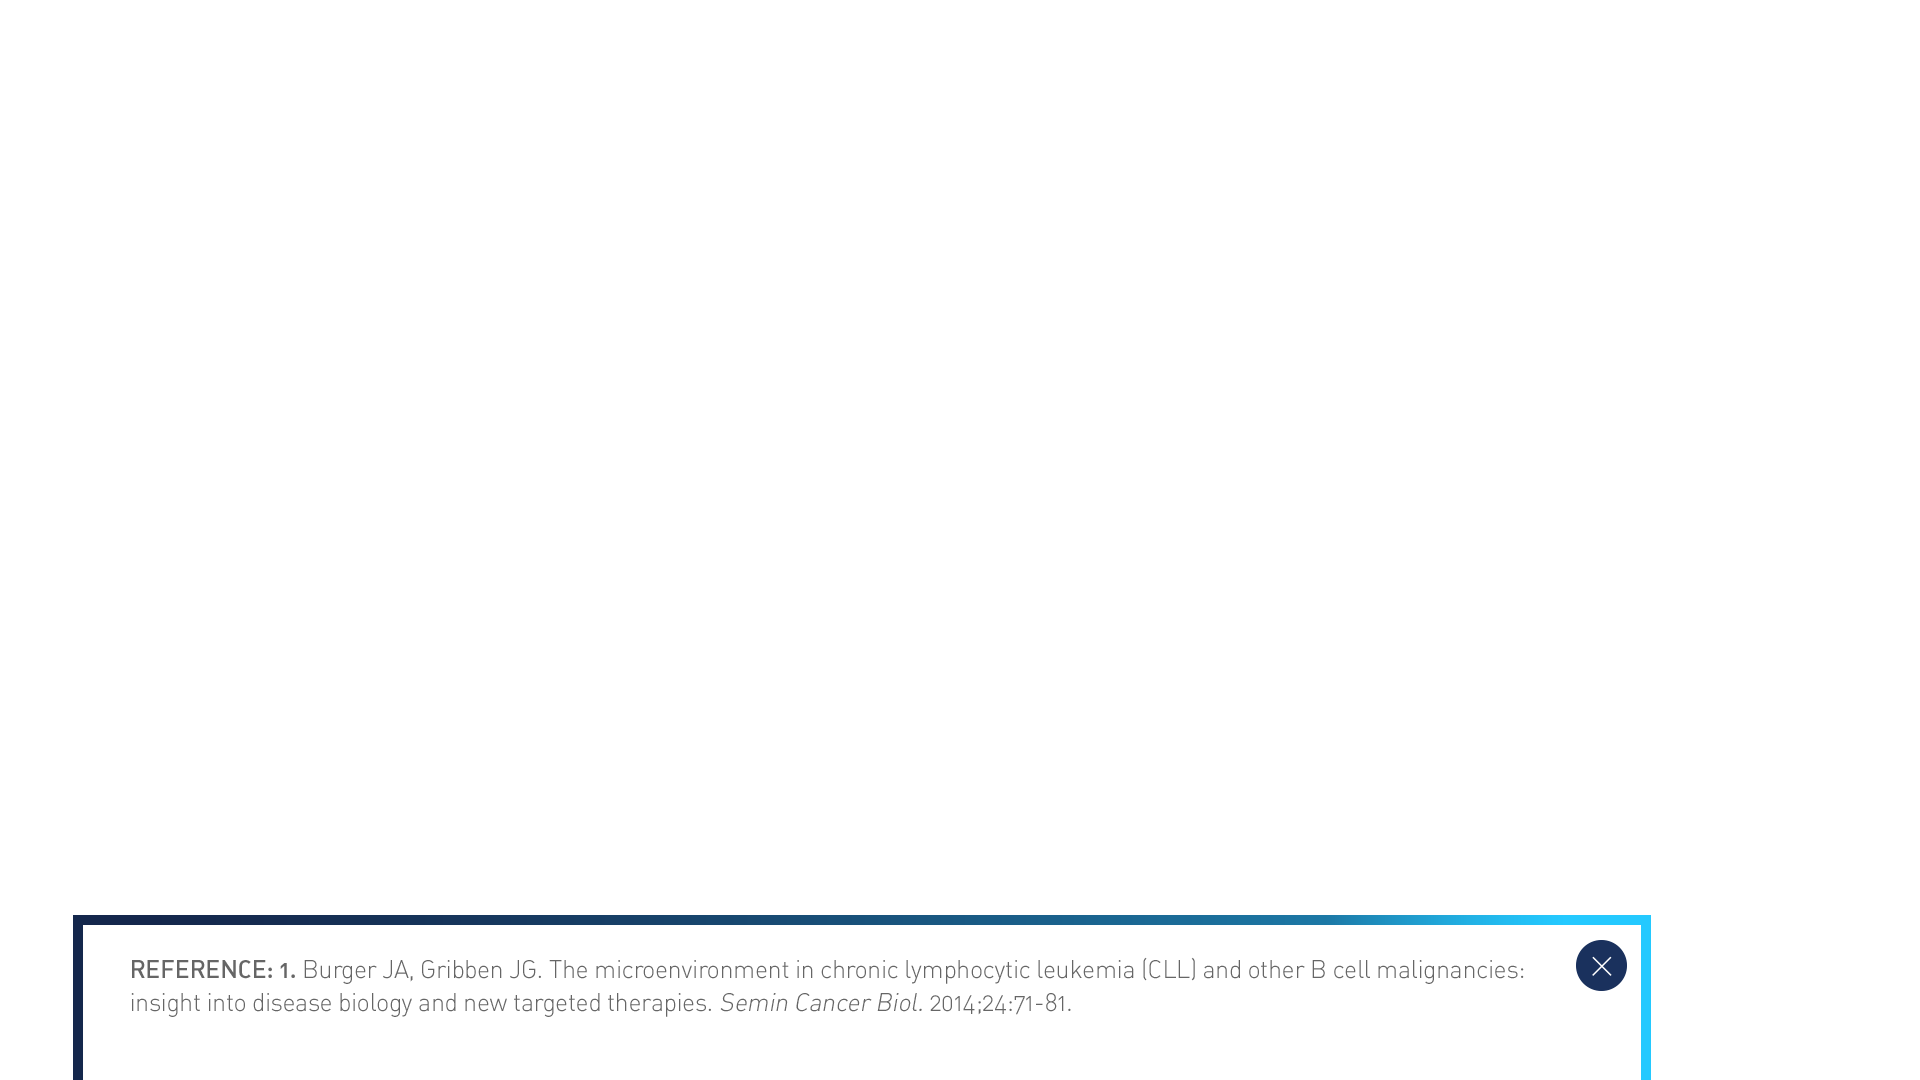 REFERENCE: 1. Burger JA, Gribben JG. The microenvironment in chronic lymphocytic leukemia (CLL) and other B cell malignancies:
insight into disease biology and new targeted therapies. Semin Cancer Biol. 2014;24:71-81.